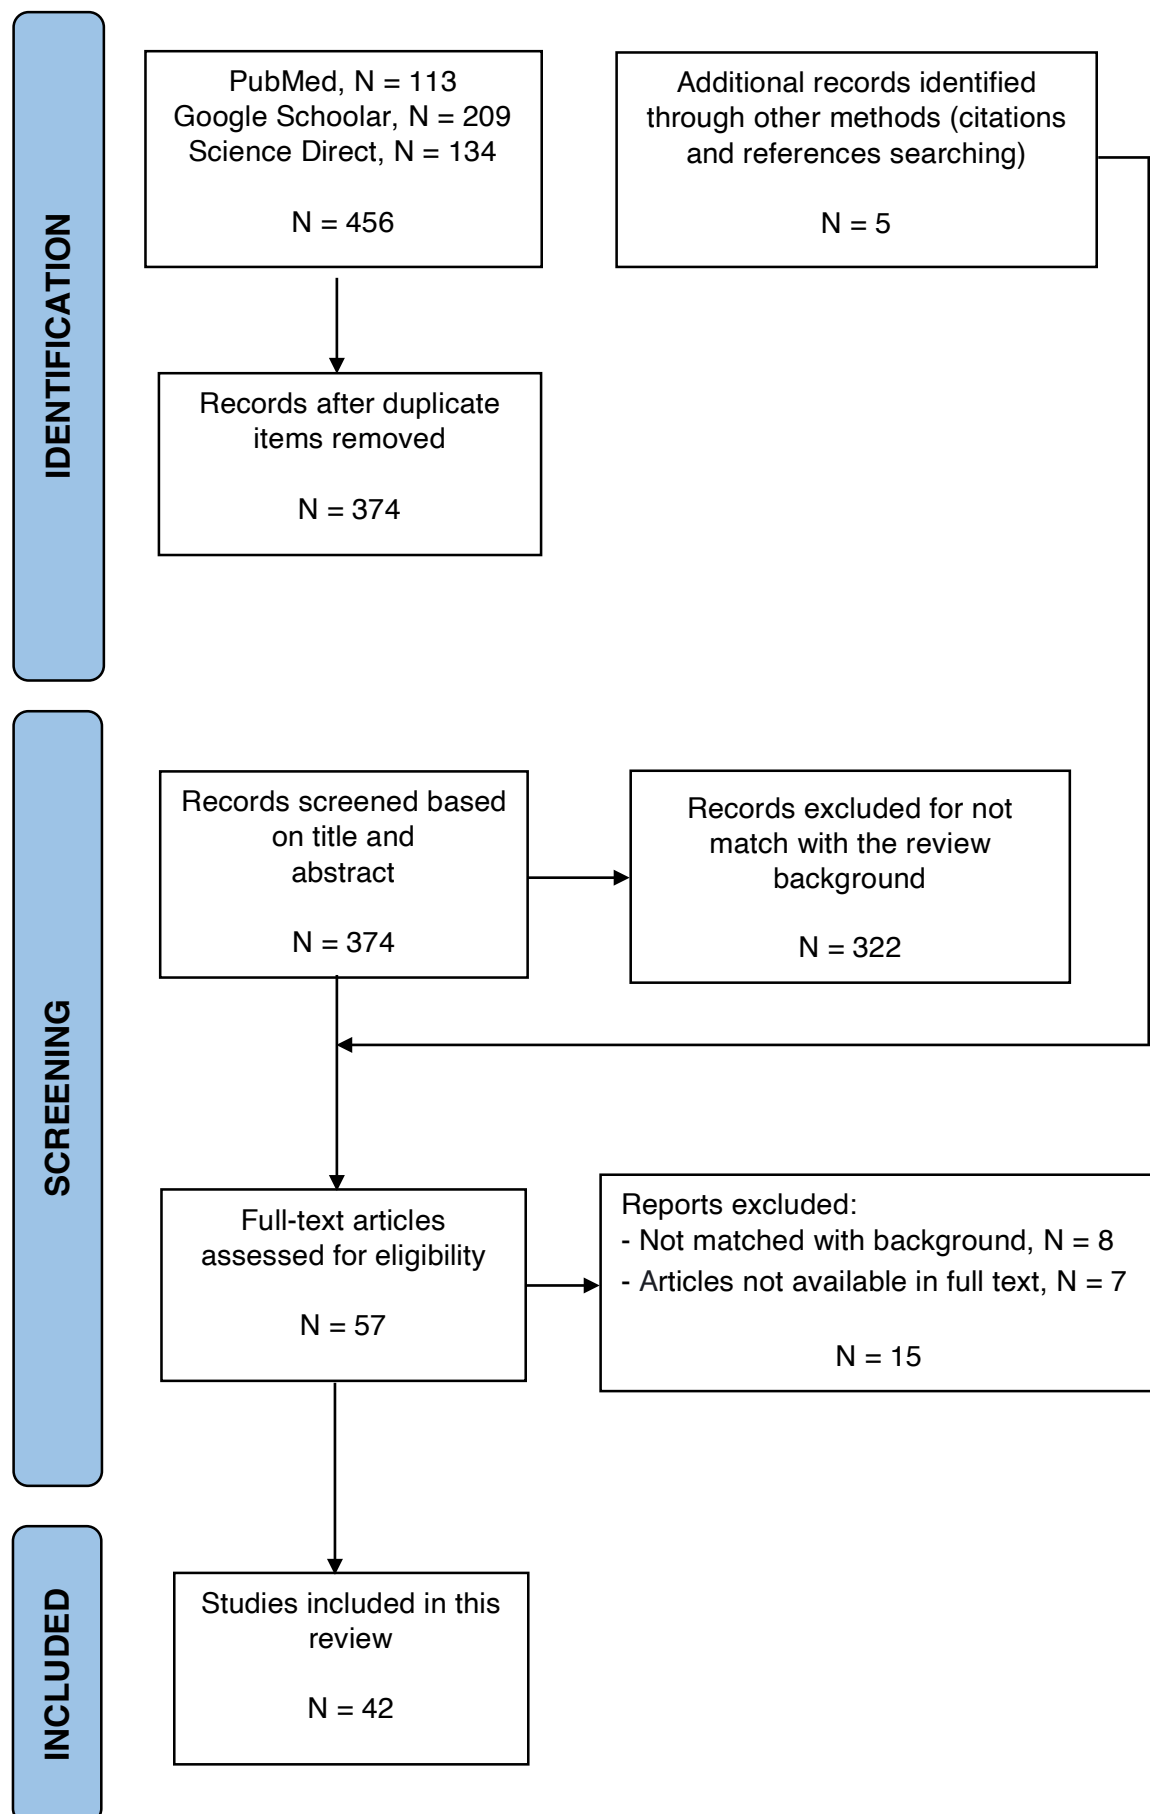 IDENTIFICATION
PubMed, N = 113
Google Schoolar, N = 209
Science Direct, N = 134
N = 456
Additional records identified
through other methods (citations
and references searching)
N = 5
Records after duplicate
items removed
N = 374
SCREENING
Records screened based
on title and
abstract
N = 374
Records excluded for not
match with the review
background
N = 322
Full-text articles
assessed for eligibility
N = 57
Reports excluded:
- Not matched with background, N = 8
- Articles not available in full text, N = 7
N = 15
INCLUDED
Studies included in this
review
N = 42